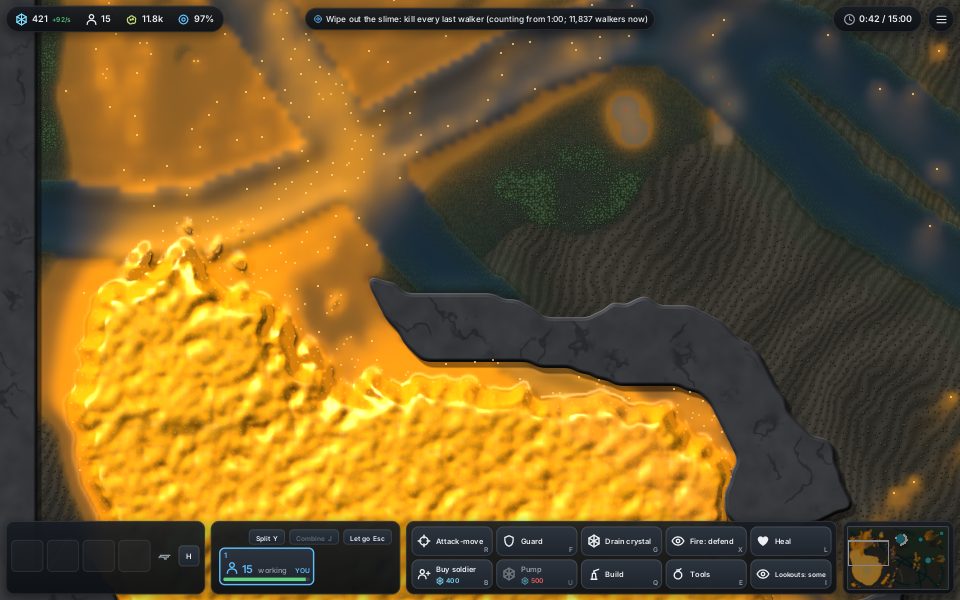 421 +92/s 15 11.8k 97%
Wipe out the slime: kill every last walker (counting from 1:00; 11,837 walkers now)
0:42 / 15:00
H
Split Y Combine J Let go Esc
1
15 working YOU
Attack-move R Guard F Drain crystal G Fire: defend X Heal L
Buy soldier 400 B Pump 500 U Build Q Tools E Lookouts: some I